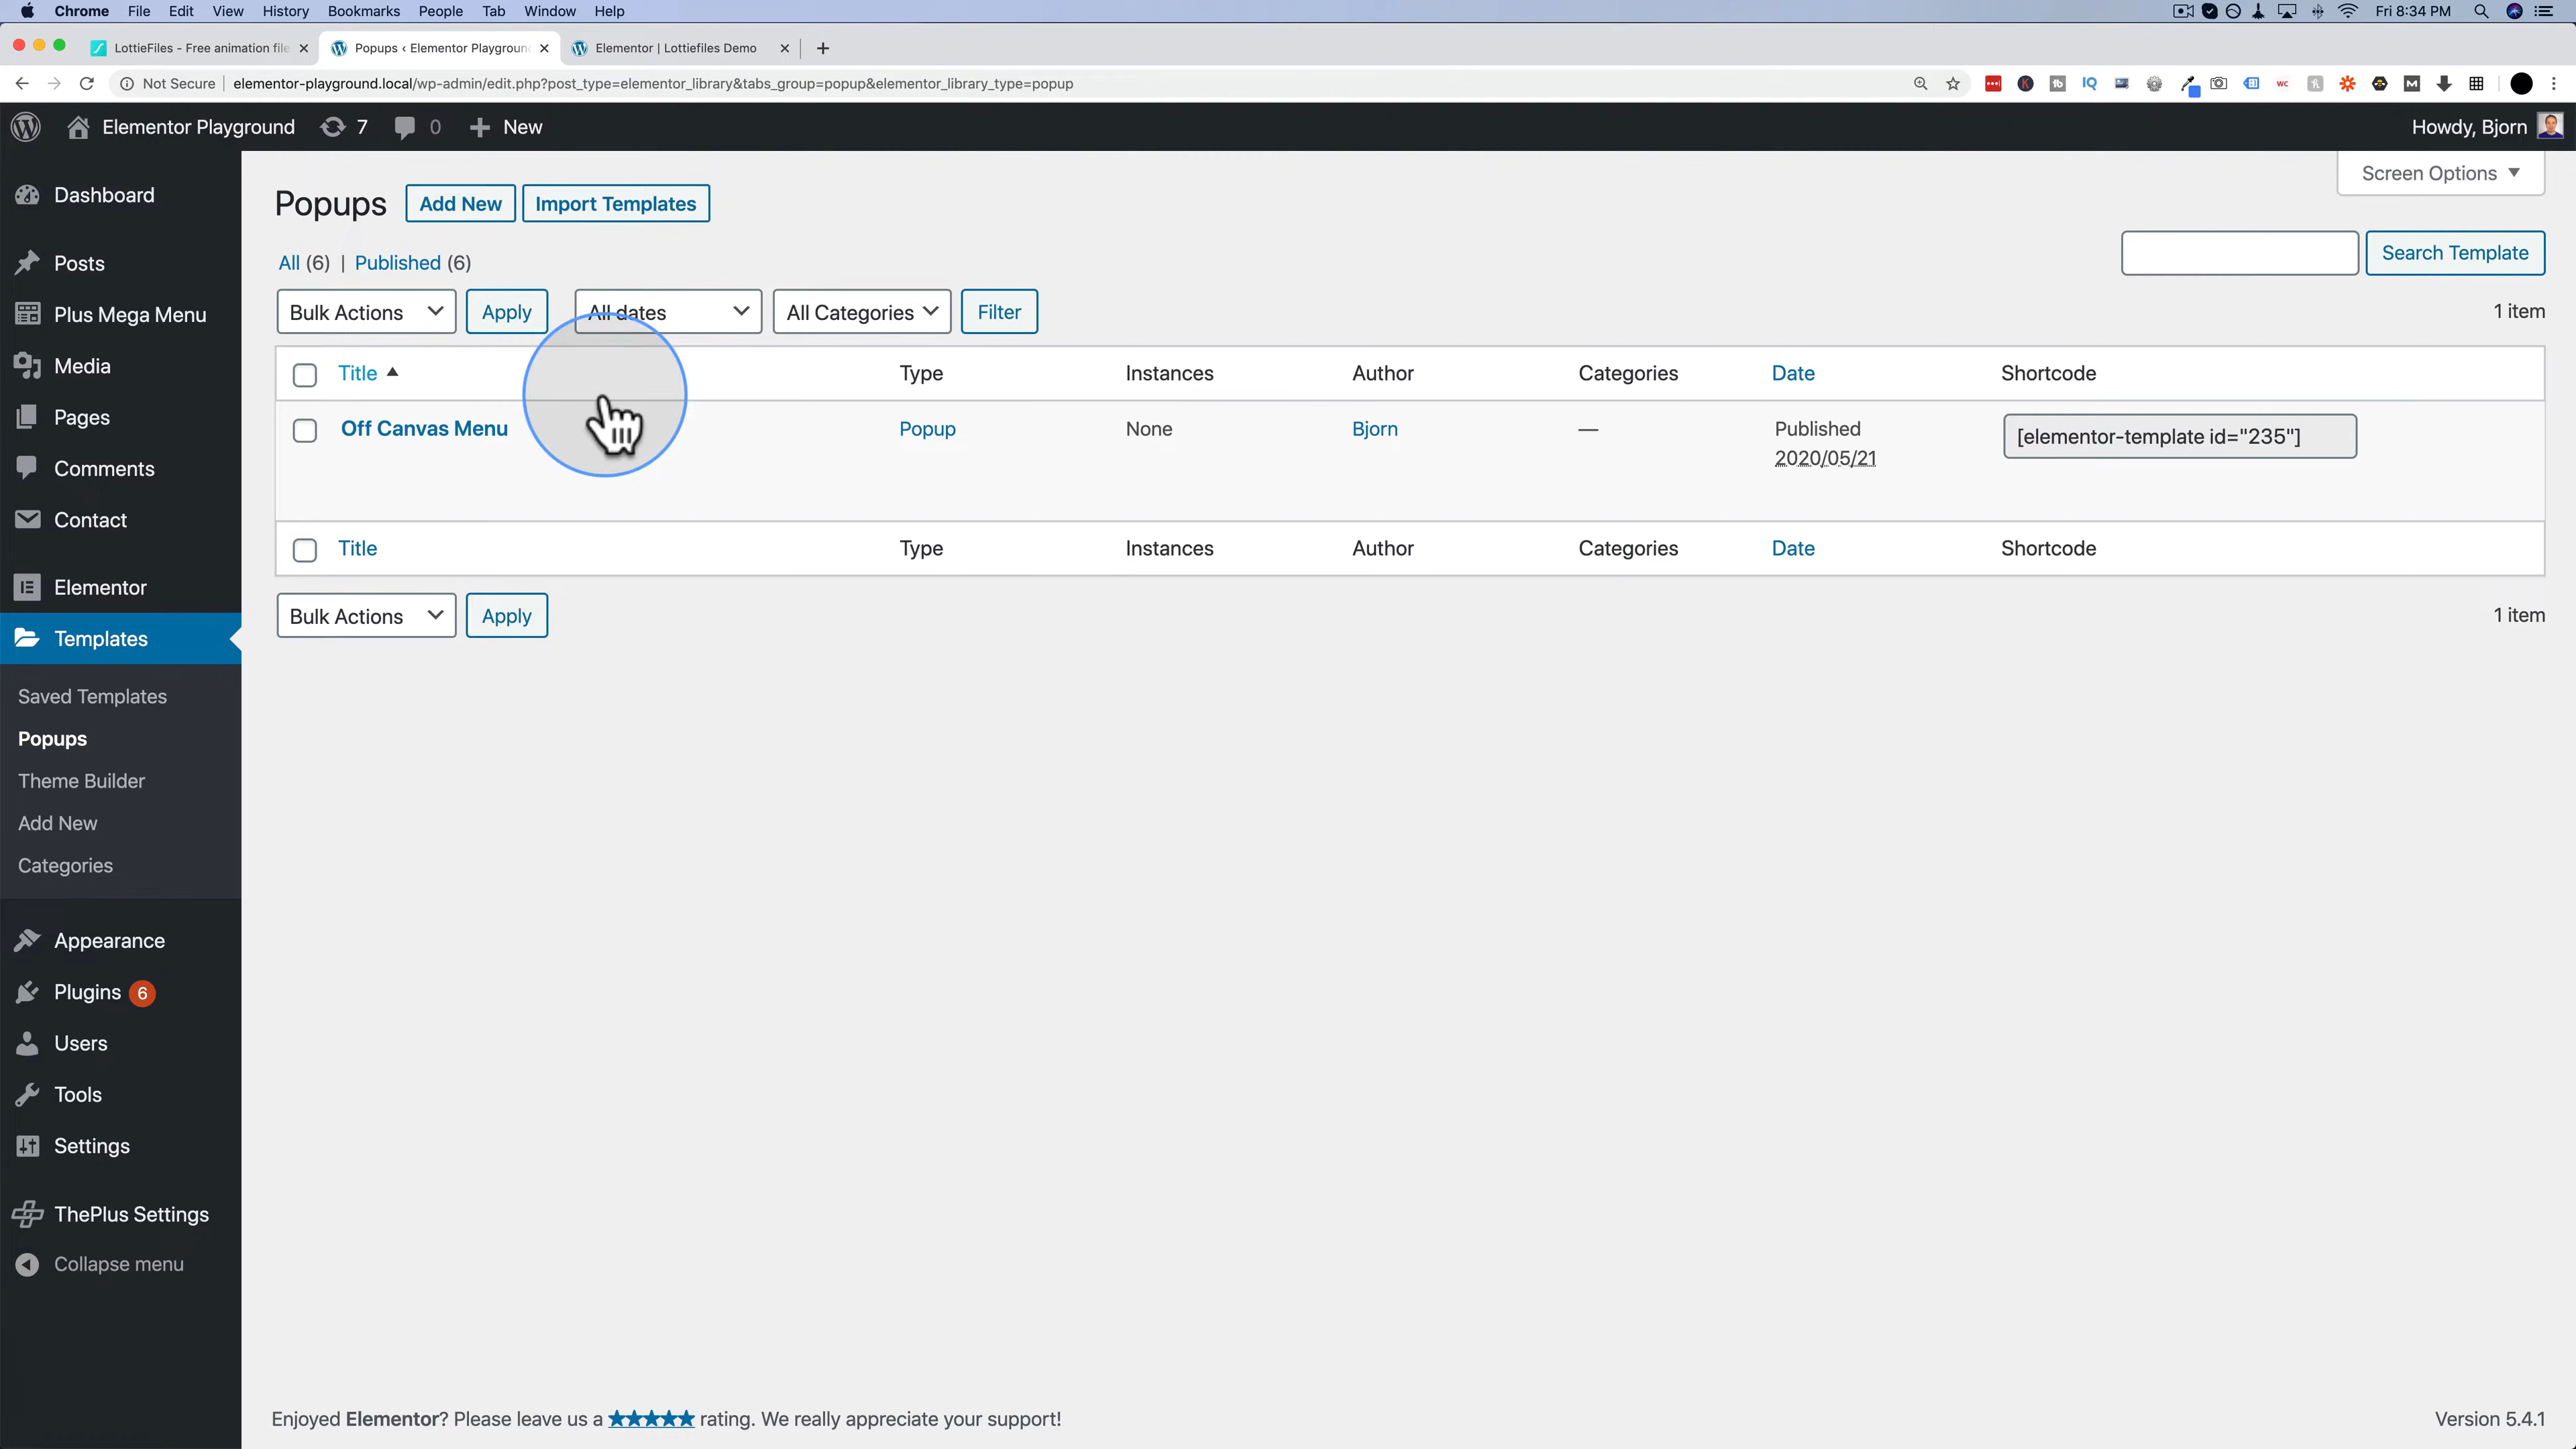 Chrome File Edit View History Bookmarks People Tab Window Help Fri 8:34 PM
LottieFiles - Free animation file
Popups ‹ Elementor Playground
Elementor | Lottiefiles Demo
Not Secure elementor-playground.local/wp-admin/edit.php?post_type=elementor_library&tabs_group=popup&elementor_library_type=popup
Elementor Playground 7 0 New Howdy, Bjorn
Dashboard
Posts
Plus Mega Menu
Media
Pages
Comments
Contact
Elementor
Templates
Saved Templates
Popups
Theme Builder
Add New
Categories
Appearance
Plugins 6
Users
Tools
Settings
ThePlus Settings
Collapse menu
Screen Options
Popups Add New Import Templates
All (6) | Published (6)
Search Template
Bulk Actions Apply All dates All Categories Filter 1 item
Title Type Instances Author Categories Date Shortcode
Off Canvas Menu Popup None Bjorn — Published [elementor-template id="235"]
2020/05/21
Title Type Instances Author Categories Date Shortcode
Bulk Actions Apply 1 item
Enjoyed Elementor? Please leave us a ★★★★★ rating. We really appreciate your support! Version 5.4.1